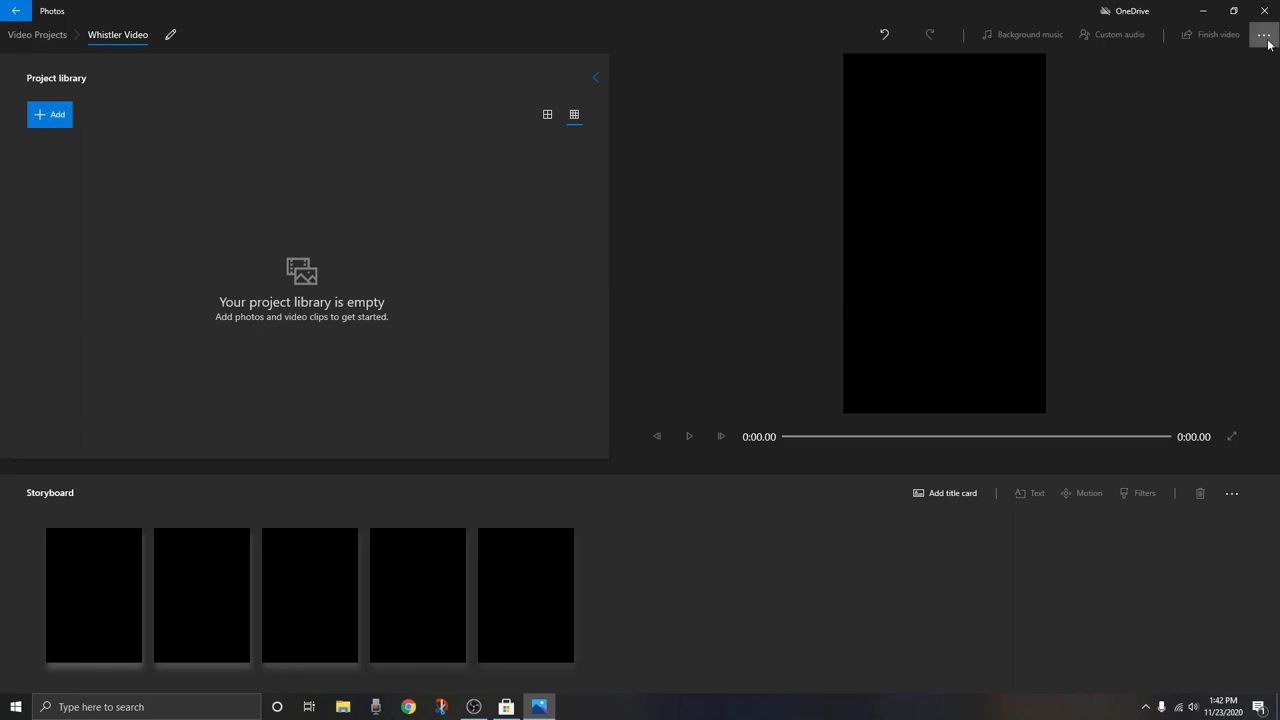 Photos
OneDrive
Video Projects
Whistler Video
Background music
Custom audio
Finish video
Project library
Add
Your project library is empty
Add photos and video clips to get started.
0:00.00
0:00.00
Storyboard
Add title card
Text
Motion
Filters
Type here to search
1:42 PM
11/23/2020